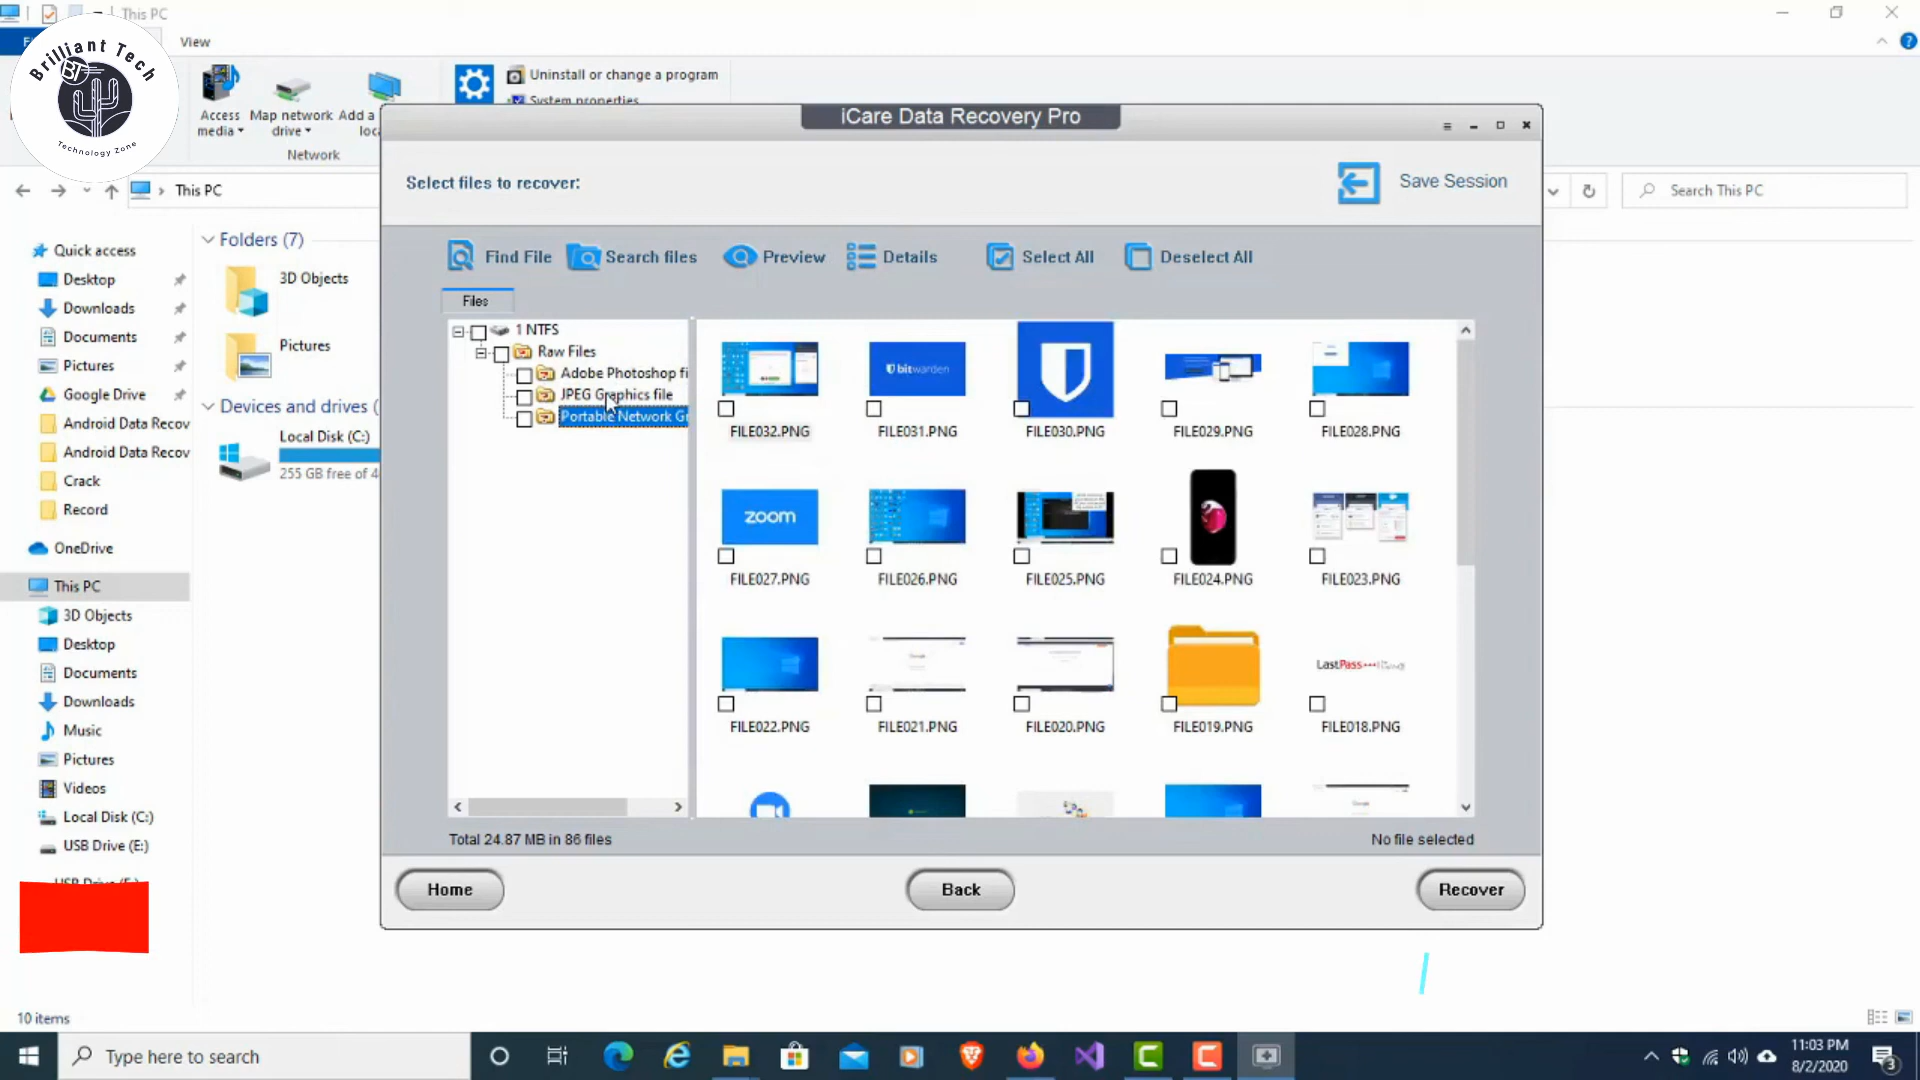 This PC
View
Brilliant Tech
BT
Technology Zone
Access media
Map network drive
Add a
loc
Network
Uninstall or change a program
System properties
This PC
Search This PC
iCare Data Recovery Pro
Select files to recover:
Save Session
Find File
Search files
Preview
Details
Select All
Deselect All
Files
1 NTFS
Raw Files
Adobe Photoshop fi
JPEG Graphics file
Portable Network Gr
Quick access
Desktop
Downloads
Documents
Pictures
Google Drive
Android Data Recov
Android Data Recov
Crack
Record
OneDrive
This PC
3D Objects
Desktop
Documents
Downloads
Music
Pictures
Videos
Local Disk (C:)
USB Drive (E:)
USB Drive (E:)
Folders (7)
3D Objects
Pictures
Devices and drives (
Local Disk (C:)
255 GB free of 4
bitwarden
FILE032.PNG
FILE031.PNG
FILE030.PNG
FILE029.PNG
FILE028.PNG
zoom
FILE027.PNG
FILE026.PNG
FILE025.PNG
FILE024.PNG
FILE023.PNG
LastPass
FILE022.PNG
FILE021.PNG
FILE020.PNG
FILE019.PNG
FILE018.PNG
Total 24.87 MB in 86 files
No file selected
Home
Back
Recover
10 items
Type here to search
11:03 PM
8/2/2020
3